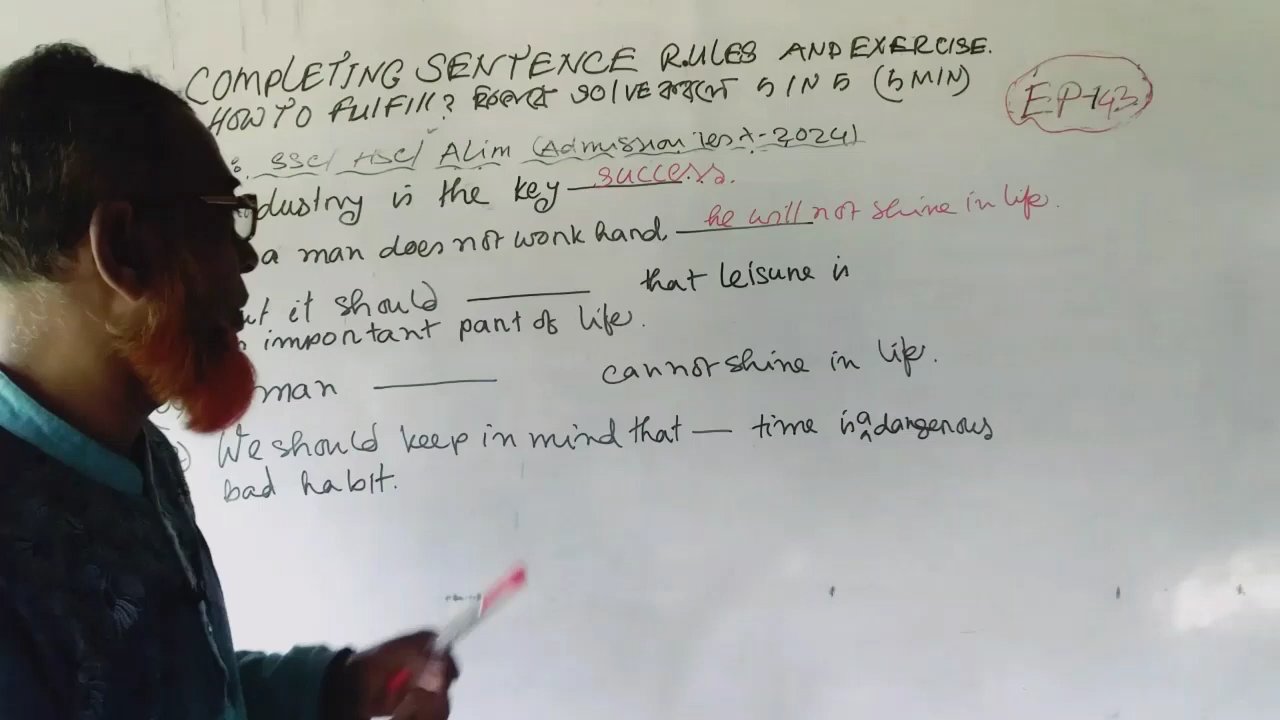 COMPLETING SENTENCE RULES AND EXERCISE.
HOW TO FulFill? কিভাবে SOLVE করলে 5 IN 5 (5 MIN)
EP-143
: SSC/ HSC/ Alim (Admission Test-2024)
dustry is the key success.
a man does not work hard he will not shine in life.
ut it should ____ that leisure is
important part of life.
man ____ cannot shine in life.
We should keep in mind that — time is a dangerous
bad habit.